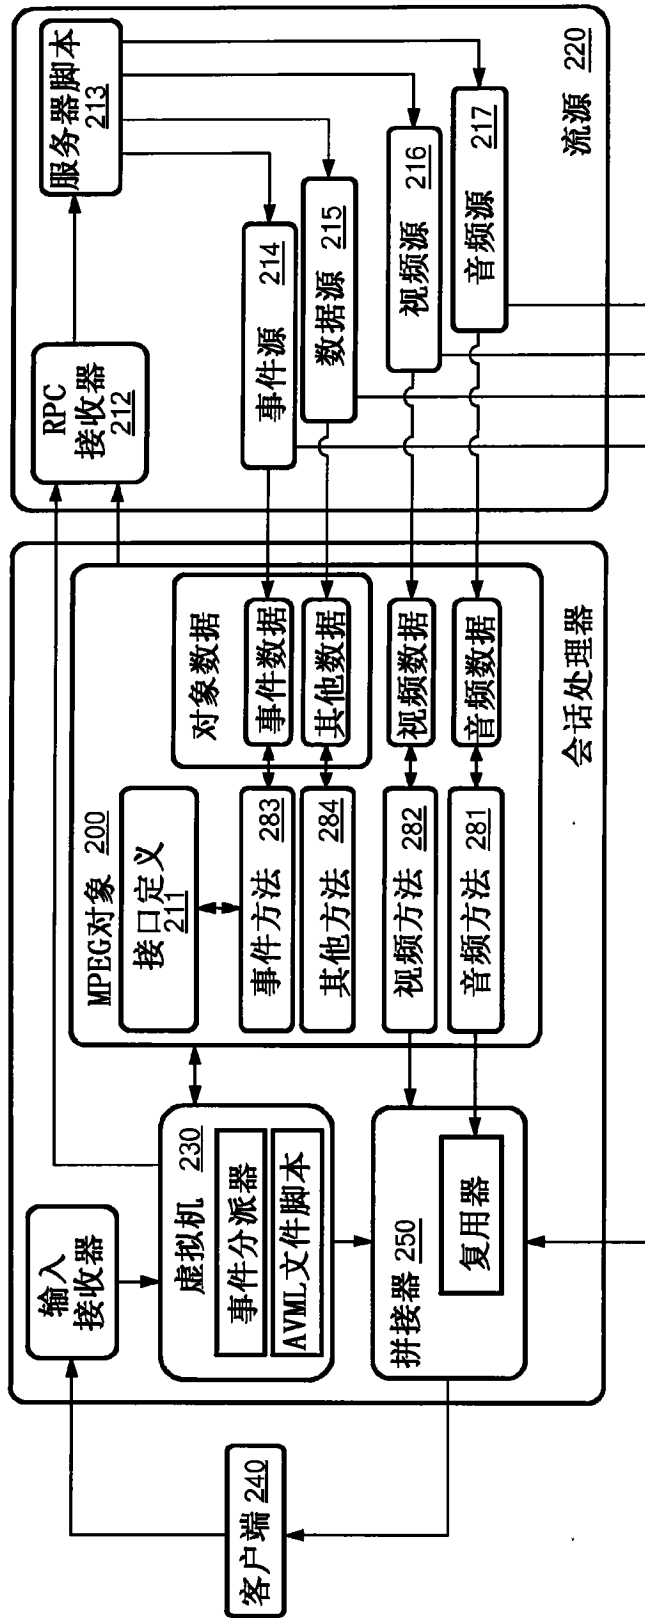 客户端 240
输入
接收器
虚拟机 230
事件分派器
AVML文件脚本
拼接器 250
复用器
会话处理器
MPEG对象 200
接口定义
211
事件方法 283
其他方法 284
视频方法 282
音频方法 281
对象数据
事件数据
其他数据
视频数据
音频数据
RPC
接收器
212
服务器脚本
213
事件源 214
数据源 215
视频源 216
音频源 217
流源 220